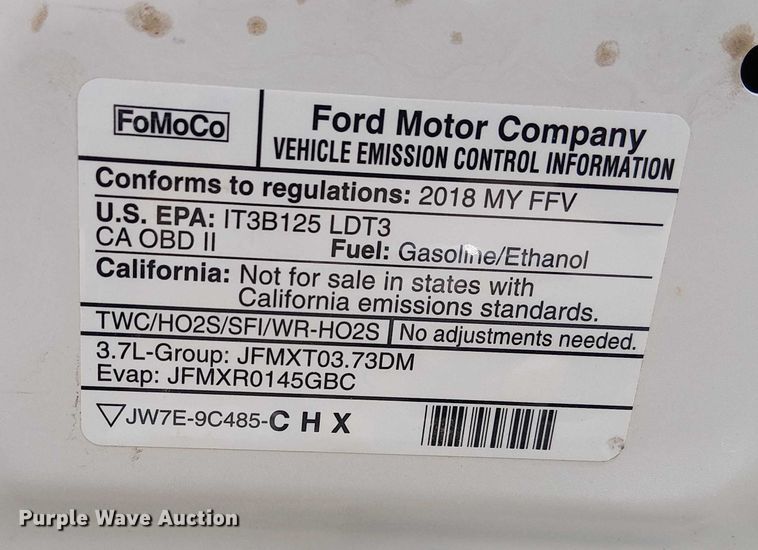 FoMoCo
Ford Motor Company
VEHICLE EMISSION CONTROL INFORMATION
Conforms to regulations: 2018 MY FFV
U.S. EPA: IT3B125 LDT3
CA OBD II Fuel: Gasoline/Ethanol
California: Not for sale in states with
California emissions standards.
TWC/HO2S/SFI/WR-HO2S No adjustments needed.
3.7L-Group: JFMXT03.73DM
Evap: JFMXR0145GBC
JW7E-9C485-C H X
Purple Wave Auction